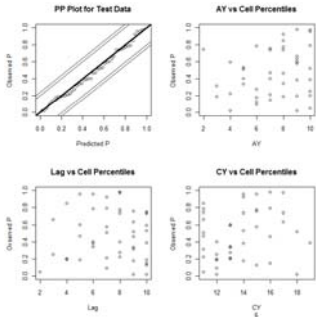 PP Plot for Test Data
Observed P
0.0 0.2 0.4 0.6 0.8 1.0
0.0 0.2 0.4 0.6 0.8 1.0
Predicted P
AY vs Cell Percentiles
Observed P
0.0 0.2 0.4 0.6 0.8 1.0
2 4 6 8 10
AY
Lag vs Cell Percentiles
Observed P
0.0 0.2 0.4 0.6 0.8 1.0
2 3 4 5 6 7 8 9 10
Lag
CY vs Cell Percentiles
Observed P
0.0 0.2 0.4 0.6 0.8 1.0
12 14 16 18
CY